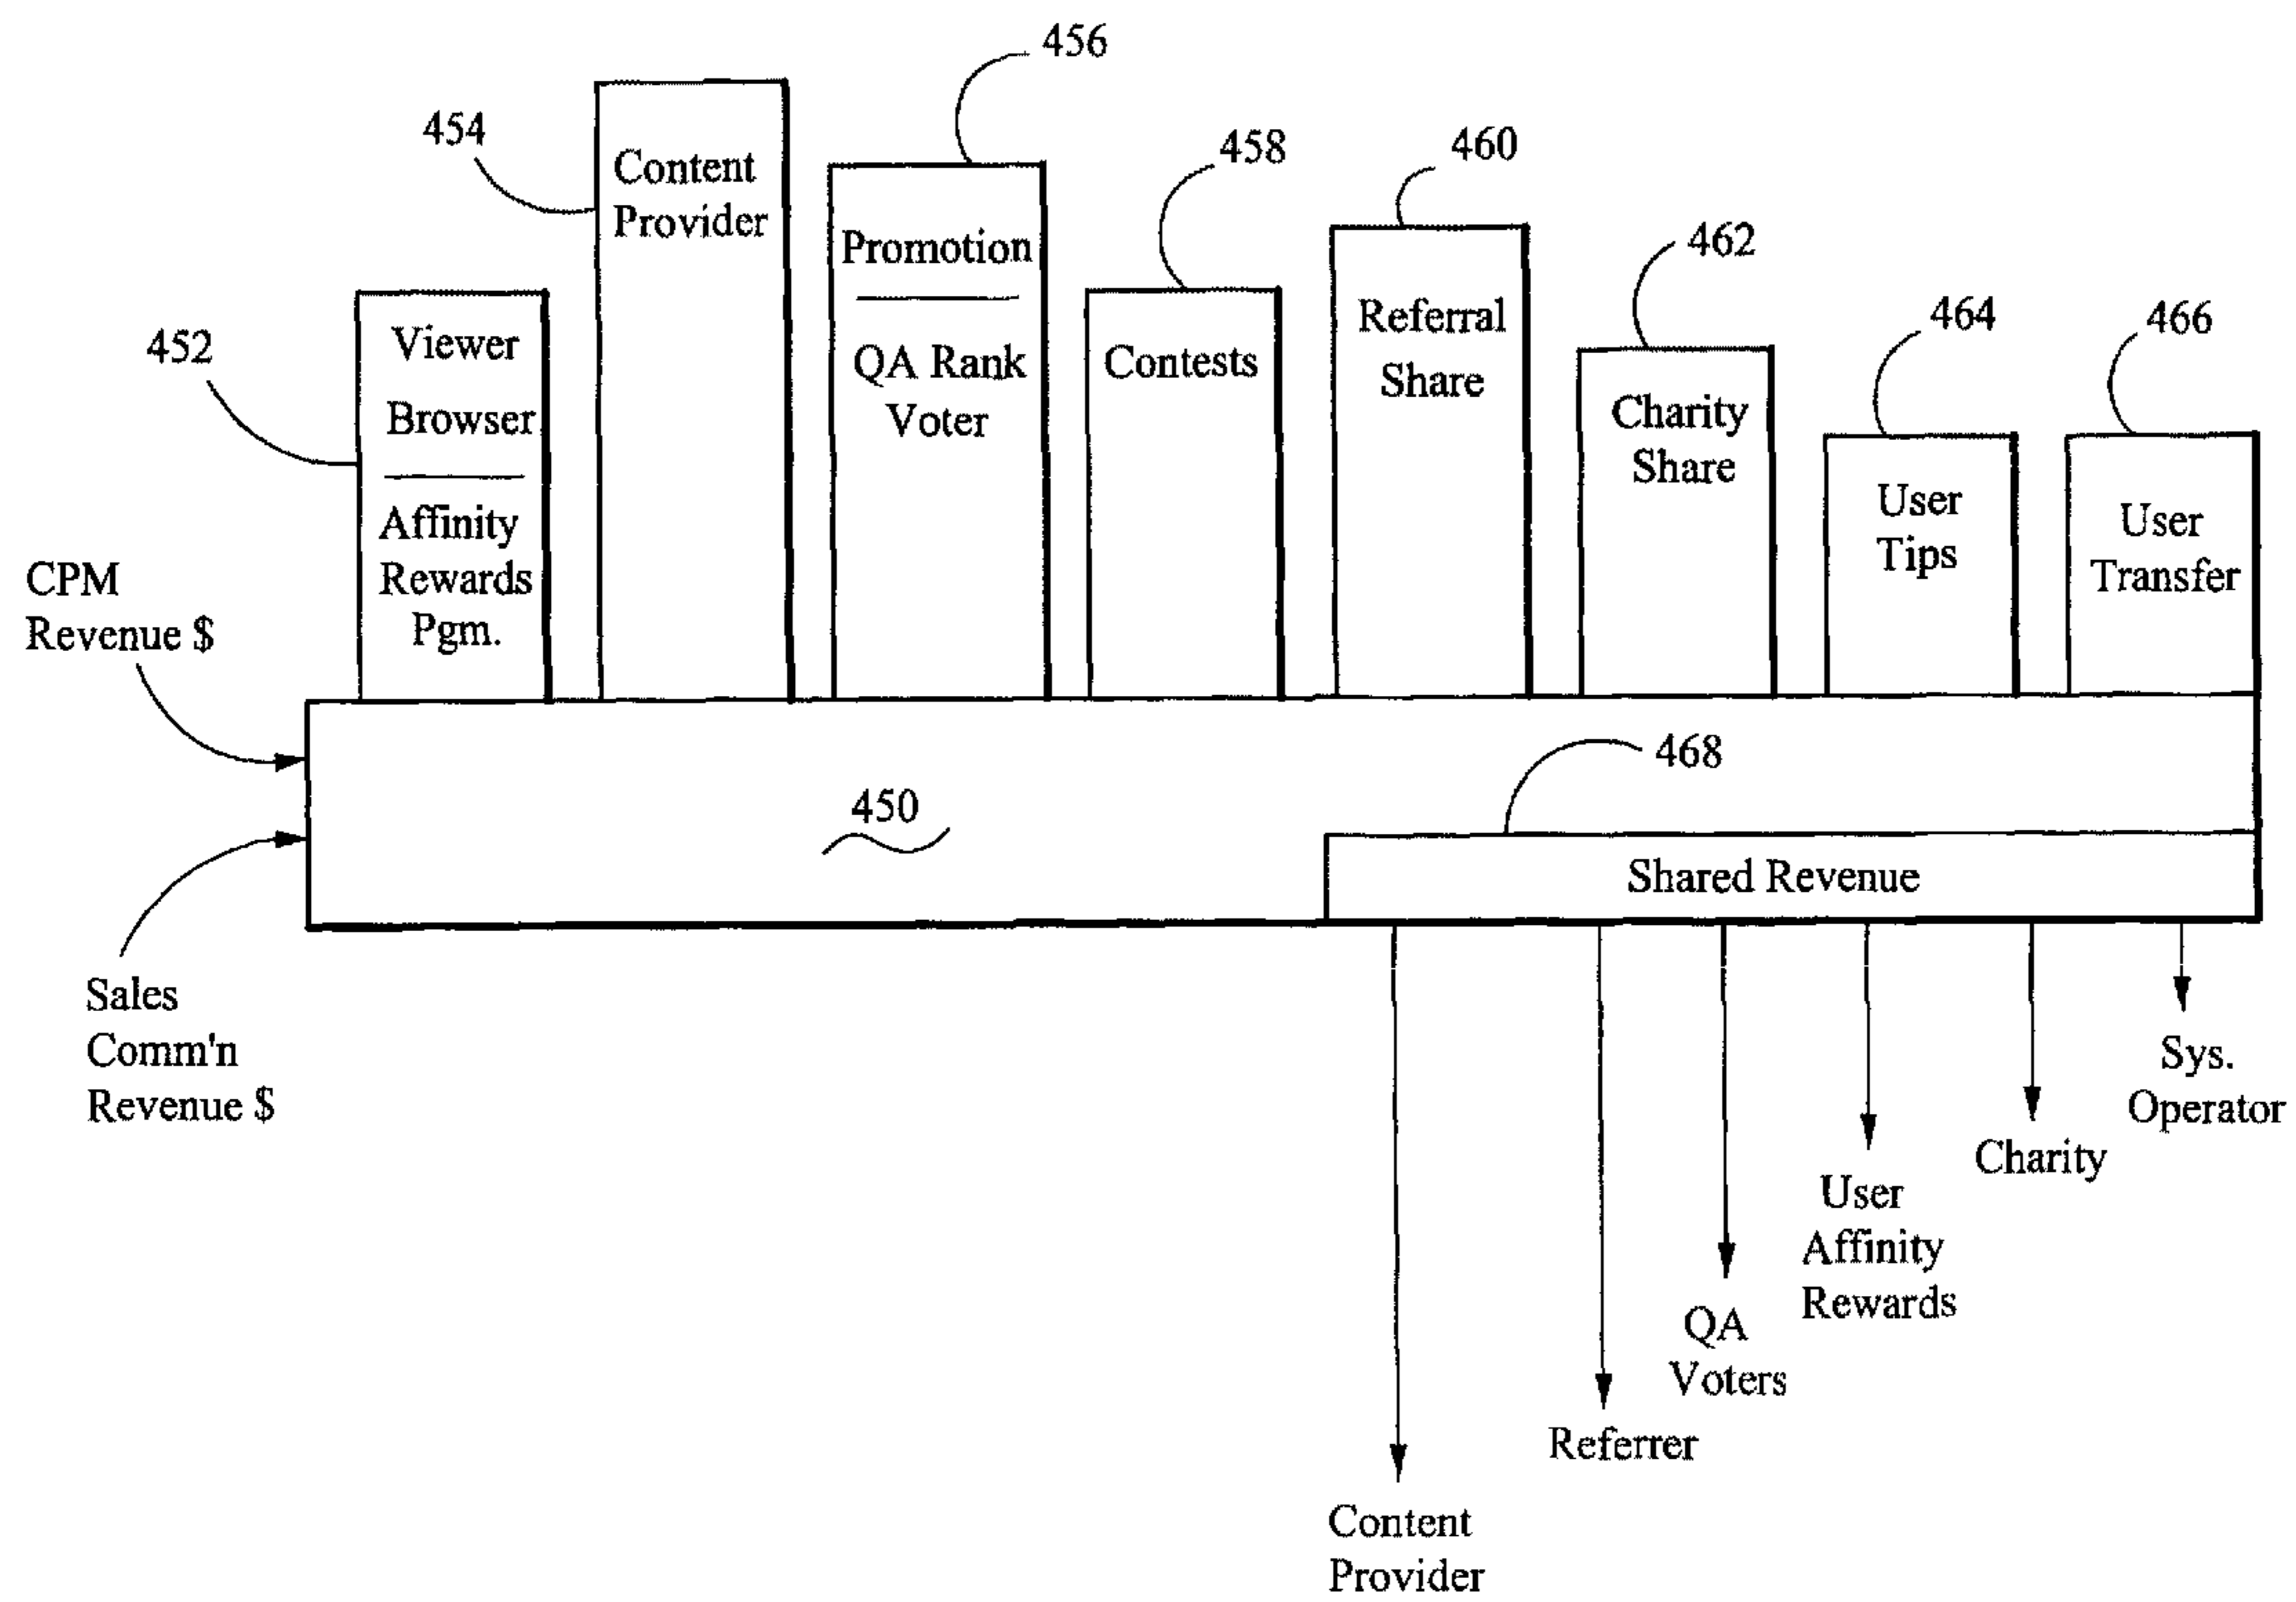 456
454
Content
Provider
458
460
Promotion
QA Rank
Voter
462
Referral
Share
464
466
452
Viewer
Browser
Affinity
Rewards
Pgm.
Contests
Charity
Share
User
Tips
User
Transfer
CPM
Revenue $
468
450
Shared Revenue
Sales
Comm'n
Revenue $
Sys.
Operator
Charity
User
Affinity
Rewards
QA
Voters
Referrer
Content
Provider